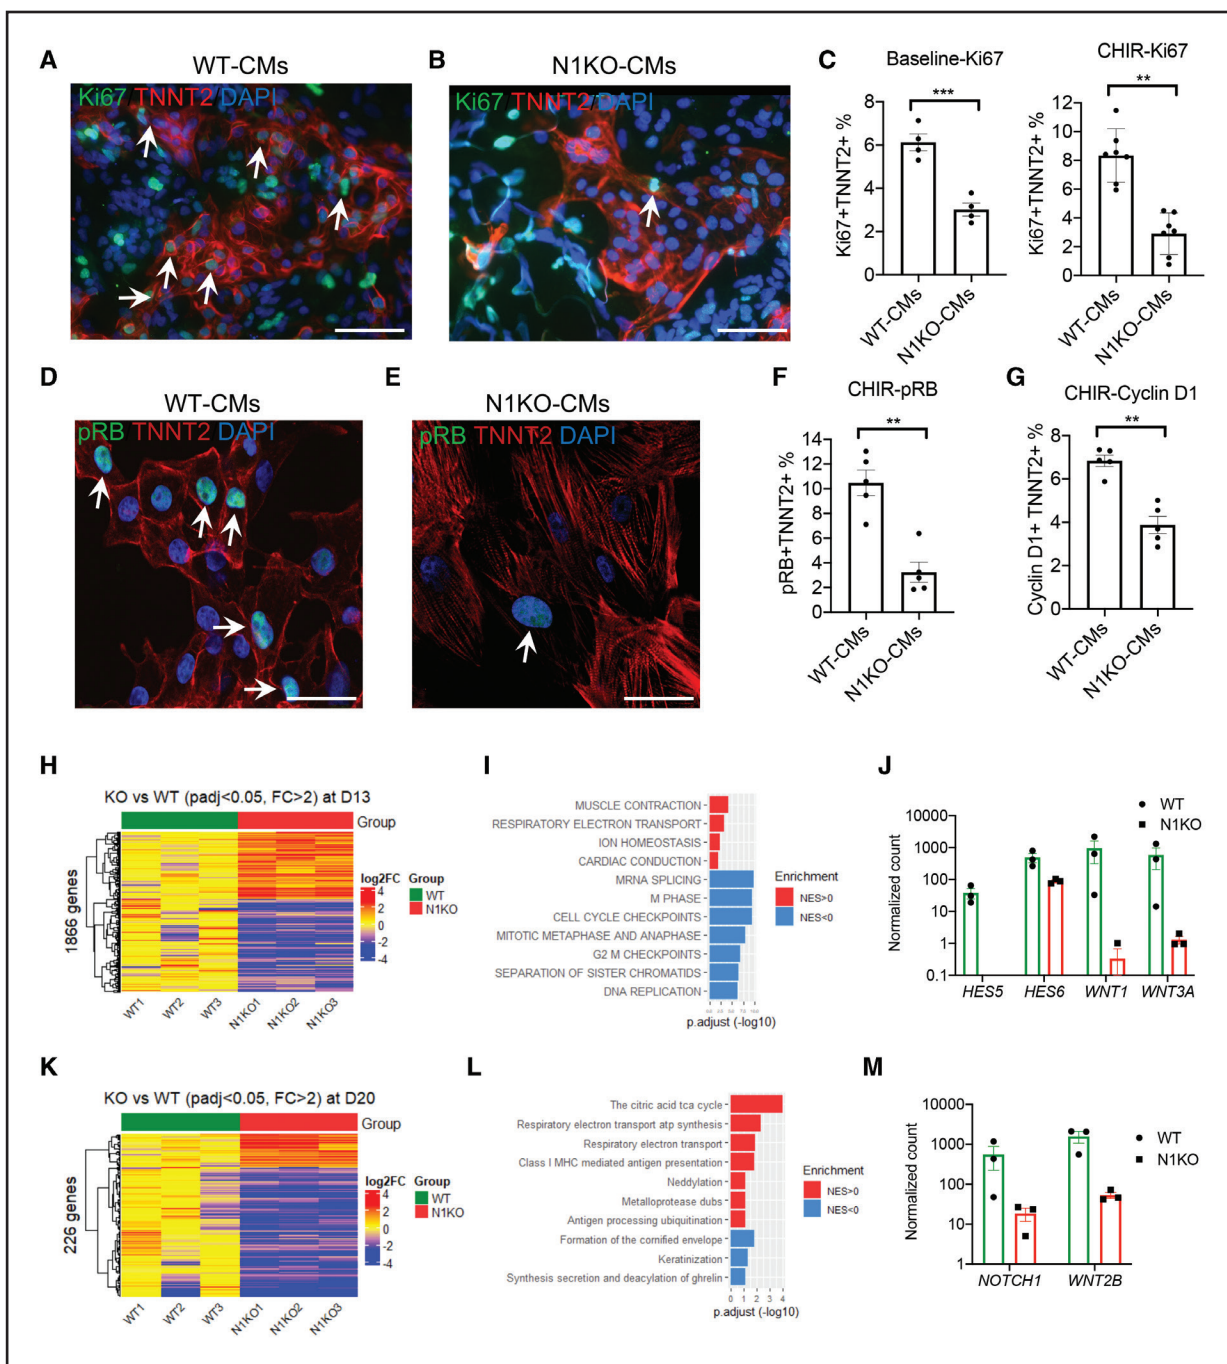 A
WT-CMs
Ki67 TNNT2/DAPI
B
N1KO-CMs
Ki67 TNNT2/DAPI
C
Baseline-Ki67
***
Ki67+TNNT2+ %
8
6
4
2
0
WT-CMs
N1KO-CMs
CHIR-Ki67
**
Ki67+TNNT2+ %
12
10
8
6
4
2
0
WT-CMs
N1KO-CMs
D
WT-CMs
pRB TNNT2 DAPI
E
N1KO-CMs
pRB TNNT2 DAPI
F
CHIR-pRB
**
pRB+TNNT2+ %
14
12
10
8
6
4
2
0
WT-CMs
N1KO-CMs
G
CHIR-Cyclin D1
**
Cyclin D1+ TNNT2+ %
8
6
4
2
0
WT-CMs
N1KO-CMs
H
KO vs WT (padj<0.05, FC>2) at D13
Group
1866 genes
log2FC
4
2
0
-2
-4
Group
WT
N1KO
WT1
WT2
WT3
N1KO1
N1KO2
N1KO3
I
MUSCLE CONTRACTION
RESPIRATORY ELECTRON TRANSPORT
ION HOMEOSTASIS
CARDIAC CONDUCTION
MRNA SPLICING
M PHASE
CELL CYCLE CHECKPOINTS
MITOTIC METAPHASE AND ANAPHASE
G2 M CHECKPOINTS
SEPARATION OF SISTER CHROMATIDS
DNA REPLICATION
p.adjust (-log10)
Enrichment
NES>0
NES<0
J
WT
N1KO
Normalized count
10000
1000
100
10
1
0.1
HES5
HES6
WNT1
WNT3A
K
KO vs WT (padj<0.05, FC>2) at D20
Group
226 genes
log2FC
4
2
0
-2
-4
Group
WT
N1KO
WT1
WT2
WT3
N1KO1
N1KO2
N1KO3
L
The citric acid tca cycle
Respiratory electron transport atp synthesis
Respiratory electron transport
Class I MHC mediated antigen presentation
Neddylation
Metalloprotease dubs
Antigen processing ubiquitination
Formation of the cornified envelope
Keratinization
Synthesis secretion and deacylation of ghrelin
0 1 2 3 4
p.adjust (-log10)
Enrichment
NES>0
NES<0
M
WT
N1KO
Normalized count
10000
1000
100
10
1
NOTCH1
WNT2B